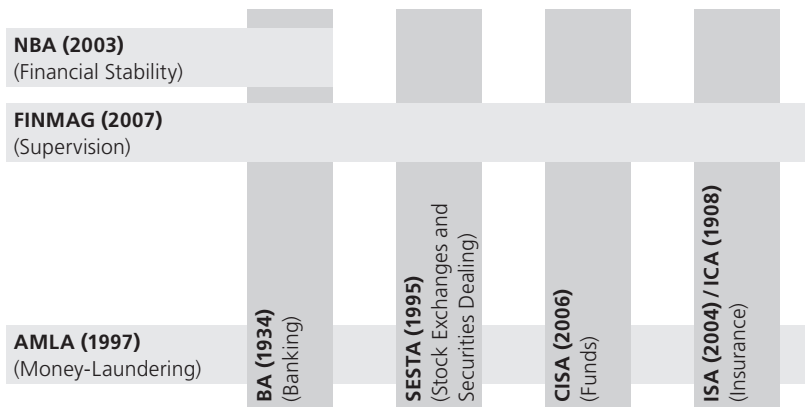 NBA (2003)
(Financial Stability)
FINMAG (2007)
(Supervision)
AMLA (1997)
(Money-Laundering)
BA (1934)
(Banking)
SESTA (1995)
(Stock Exchanges and
Securities Dealing)
CISA (2006)
(Funds)
ISA (2004) / ICA (1908)
(Insurance)